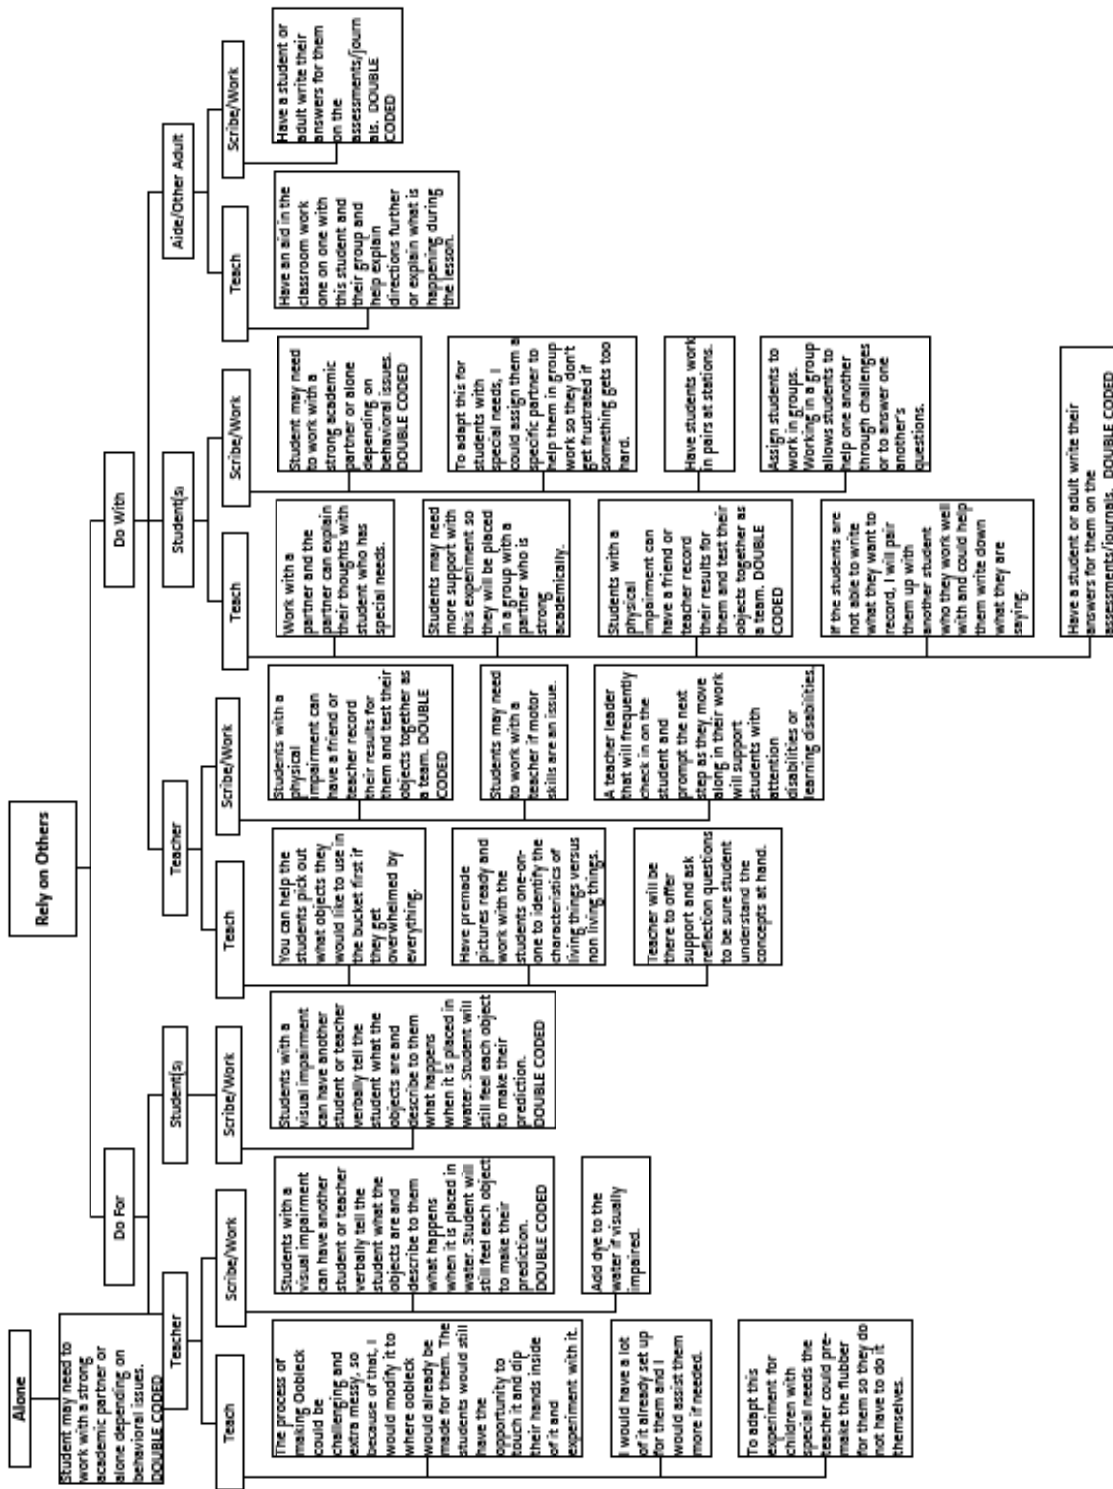 Alone
Student may need to
work with a strong
academic partner or
alone depending on
behavioral issues.
DOUBLE CODED
Rely on Others
Do For
Teacher
Teach
The process of
making Oobleck
could be
challenging and
extra messy, so
because of that, I
would modify it to
where oobleck
would already be
made for them. The
students would still
have the
opportunity to
touch it and dip
their hands inside
of it and
experiment with it.
I would have a lot
of it already set up
for them and I
would assist them
more if needed.
To adapt this
experiment for
children with
special needs the
teacher could pre-
make the flubber
for them so they do
not have to do it
themselves.
Scribe/Work
Students with a
visual impairment
can have another
student or teacher
verbally tell the
student what the
objects are and
describe to them
what happens
when it is placed in
water. Student will
still feel each object
to make their
prediction.
DOUBLE CODED
Add dye to the
water if visually
impaired.
Student(s)
Scribe/Work
Students with a
visual impairment
can have another
student or teacher
verbally tell the
student what the
objects are and
describe to them
what happens
when it is placed in
water. Student will
still feel each object
to make their
prediction.
DOUBLE CODED
Do With
Teacher
Teach
You can help the
students pick out
what objects they
would like to use in
the bucket first if
they get
overwhelmed by
everything.
Have premade
pictures ready and
work with the
students one-on-
one to identify the
characteristics of
living things versus
non living things.
Teacher will be
there to offer
support and ask
reflection questions
to be sure student
understand the
concepts at hand.
Scribe/Work
Students with a
physical
impairment can
have a friend or
teacher record
their results for
them and test their
objects together as
a team. DOUBLE
CODED
Students may need
to work with a
teacher if motor
skills are an issue.
A teacher leader
that will frequently
check in on the
student and
prompt the next
step as they move
along in their work
will support
students with
attention
disabilities or
learning disabilities.
Student(s)
Teach
Work with a
partner and the
partner can explain
their thoughts with
student who has
special needs.
Students may need
more support with
this experiment so
they will be placed
in a group with a
partner who is
strong
academically.
Students with a
physical
impairment can
have a friend or
teacher record
their results for
them and test their
objects together as
a team. DOUBLE
CODED
If the students are
not able to write
what they want to
record, I will pair
them up with
another student
who they work well
with and could help
them write down
what they are
saying.
Have a student or adult write their
answers for them on the
assessments/journals. DOUBLE CODED
Scribe/Work
Student may need
to work with a
strong academic
partner or alone
depending on
behavioral issues.
DOUBLE CODED
To adapt this for
students with
special needs, I
could assign them a
specific partner to
help them in group
work so they don't
get frustrated if
something gets too
hard.
Have students work
in pairs at stations.
Assign students to
work in groups.
Working in a group
allows students to
help one another
through challenges
or to answer one
another's
questions.
Aide/Other Adult
Teach
Have an aid in the
classroom work
one on one with
this student and
their group and
help explain
directions further
or explain what is
happening during
the lesson.
Scribe/Work
Have a student or
adult write their
answers for them
on the
assessments/journ
als. DOUBLE
CODED